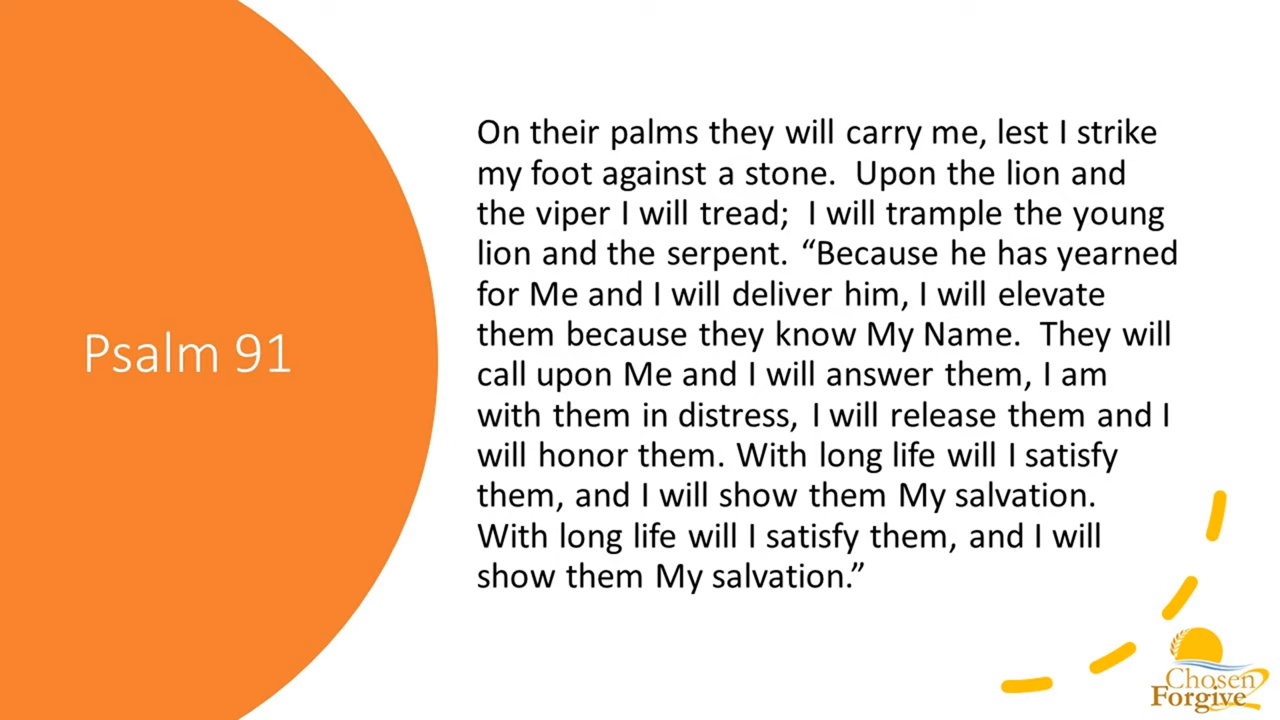 Psalm 91
On their palms they will carry me, lest I strike
my foot against a stone.  Upon the lion and
the viper I will tread;  I will trample the young
lion and the serpent. “Because he has yearned
for Me and I will deliver him, I will elevate
them because they know My Name.  They will
call upon Me and I will answer them, I am
with them in distress, I will release them and I
will honor them. With long life will I satisfy
them, and I will show them My salvation.
With long life will I satisfy them, and I will
show them My salvation.”
Chosen
Forgive 2